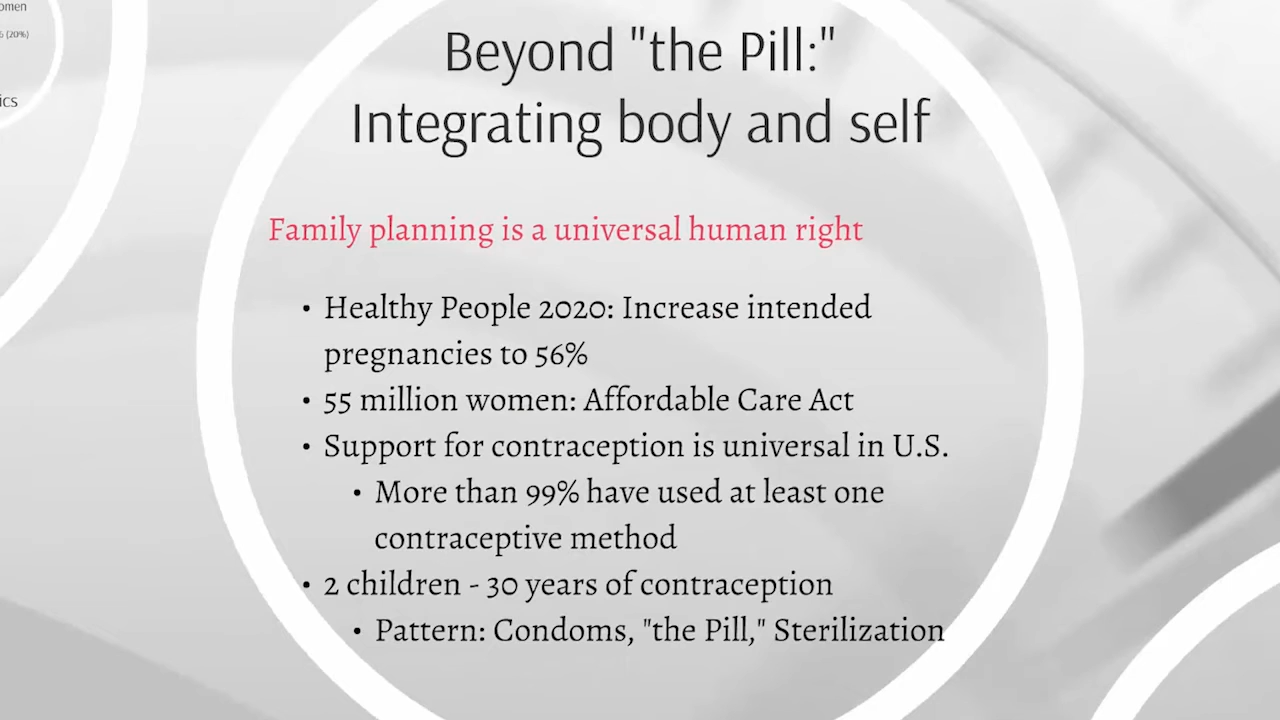 Beyond "the Pill:"
Integrating body and self
Family planning is a universal human right
• Healthy People 2020: Increase intended
pregnancies to 56%
• 55 million women: Affordable Care Act
• Support for contraception is universal in U.S.
• More than 99% have used at least one
contraceptive method
• 2 children - 30 years of contraception
• Pattern: Condoms, "the Pill," Sterilization
(20%)